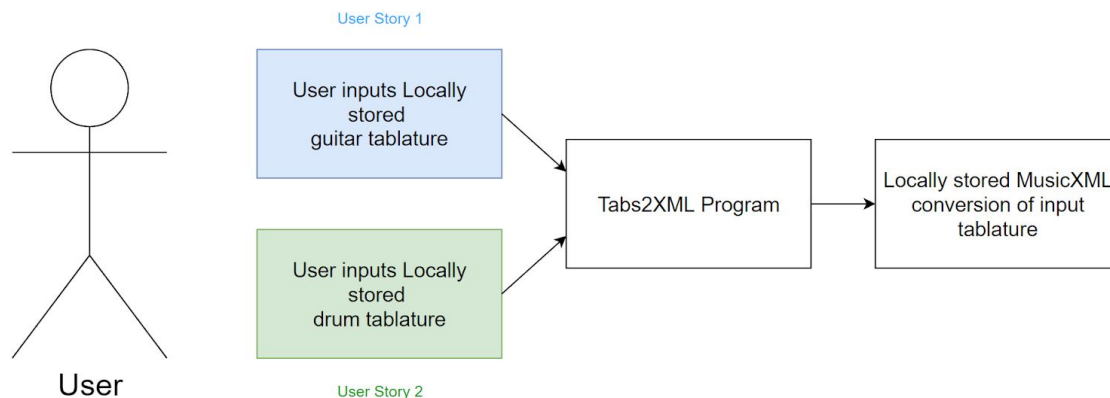 User Story 1
User inputs Locally
stored
guitar tablature
User inputs Locally
stored
drum tablature
User Story 2
User
Tabs2XML Program
Locally stored MusicXML
conversion of input
tablature